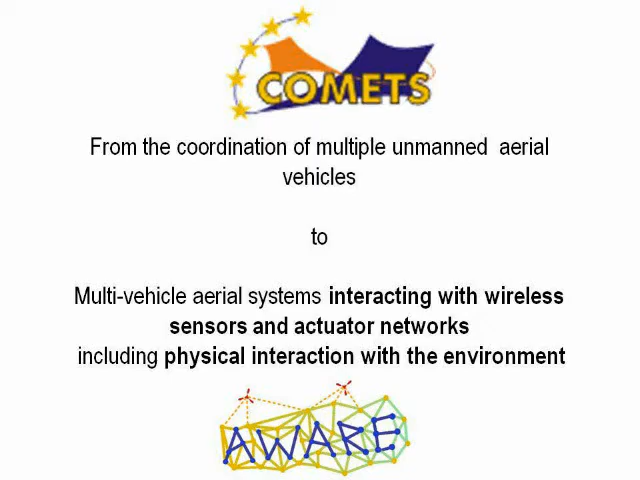 COMETS
From the coordination of multiple unmanned aerial
vehicles
to
Multi-vehicle aerial systems interacting with wireless
sensors and actuator networks
including physical interaction with the environment
AWARE